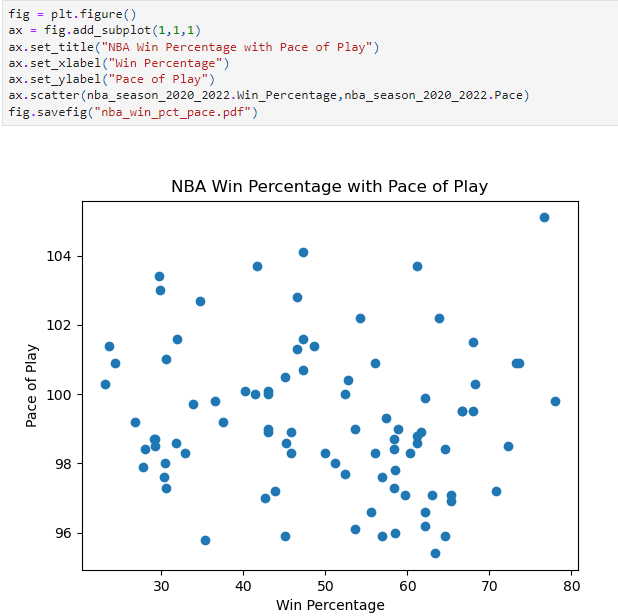 fig = plt.figure()
ax = fig.add_subplot(1,1,1)
ax.set_title("NBA Win Percentage with Pace of Play")
ax.set_xlabel("Win Percentage")
ax.set_ylabel("Pace of Play")
ax.scatter(nba_season_2020_2022.Win_Percentage,nba_season_2020_2022.Pace)
fig.savefig("nba_win_pct_pace.pdf")
NBA Win Percentage with Pace of Play
104
102
100
98
96
Pace of Play
30 40 50 60 70 80
Win Percentage